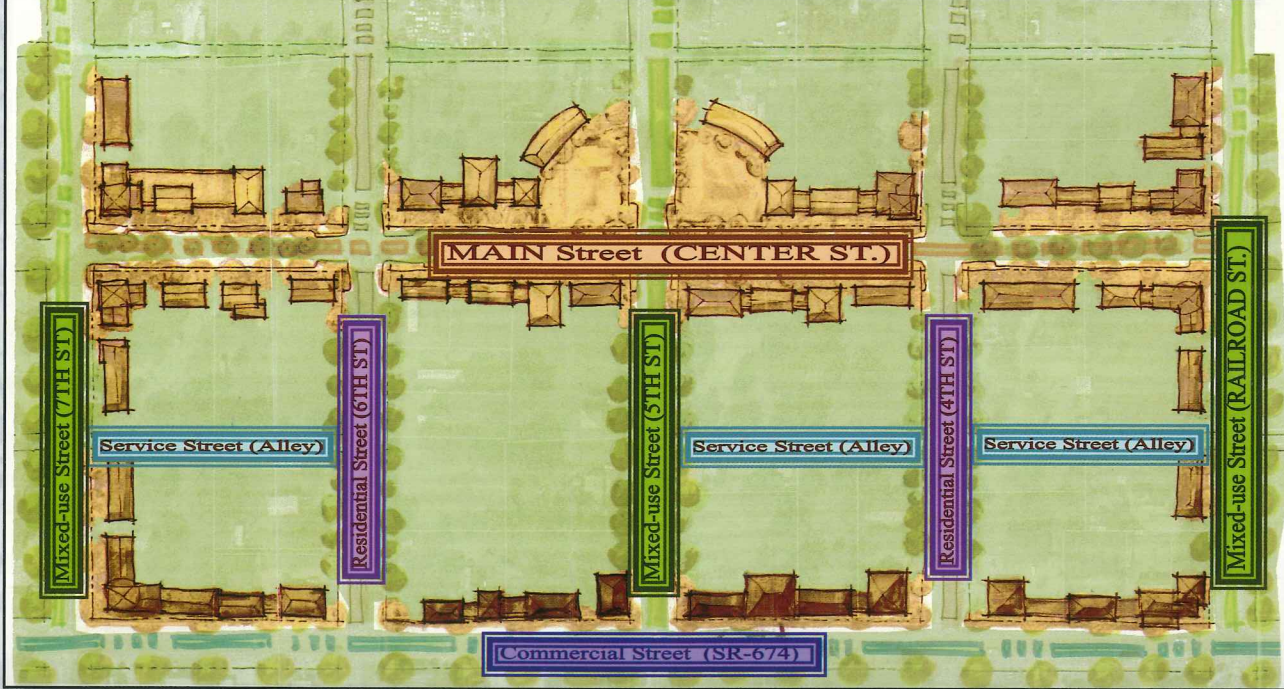 MAIN Street (CENTER ST.)
Mixed-use Street (7TH ST)
Residential Street (6TH ST)
Mixed-use Street (5TH ST)
Residential Street (4TH ST)
Mixed-use Street (RAILROAD ST.)
Service Street (Alley)
Service Street (Alley)
Service Street (Alley)
Commercial Street (SR-674)